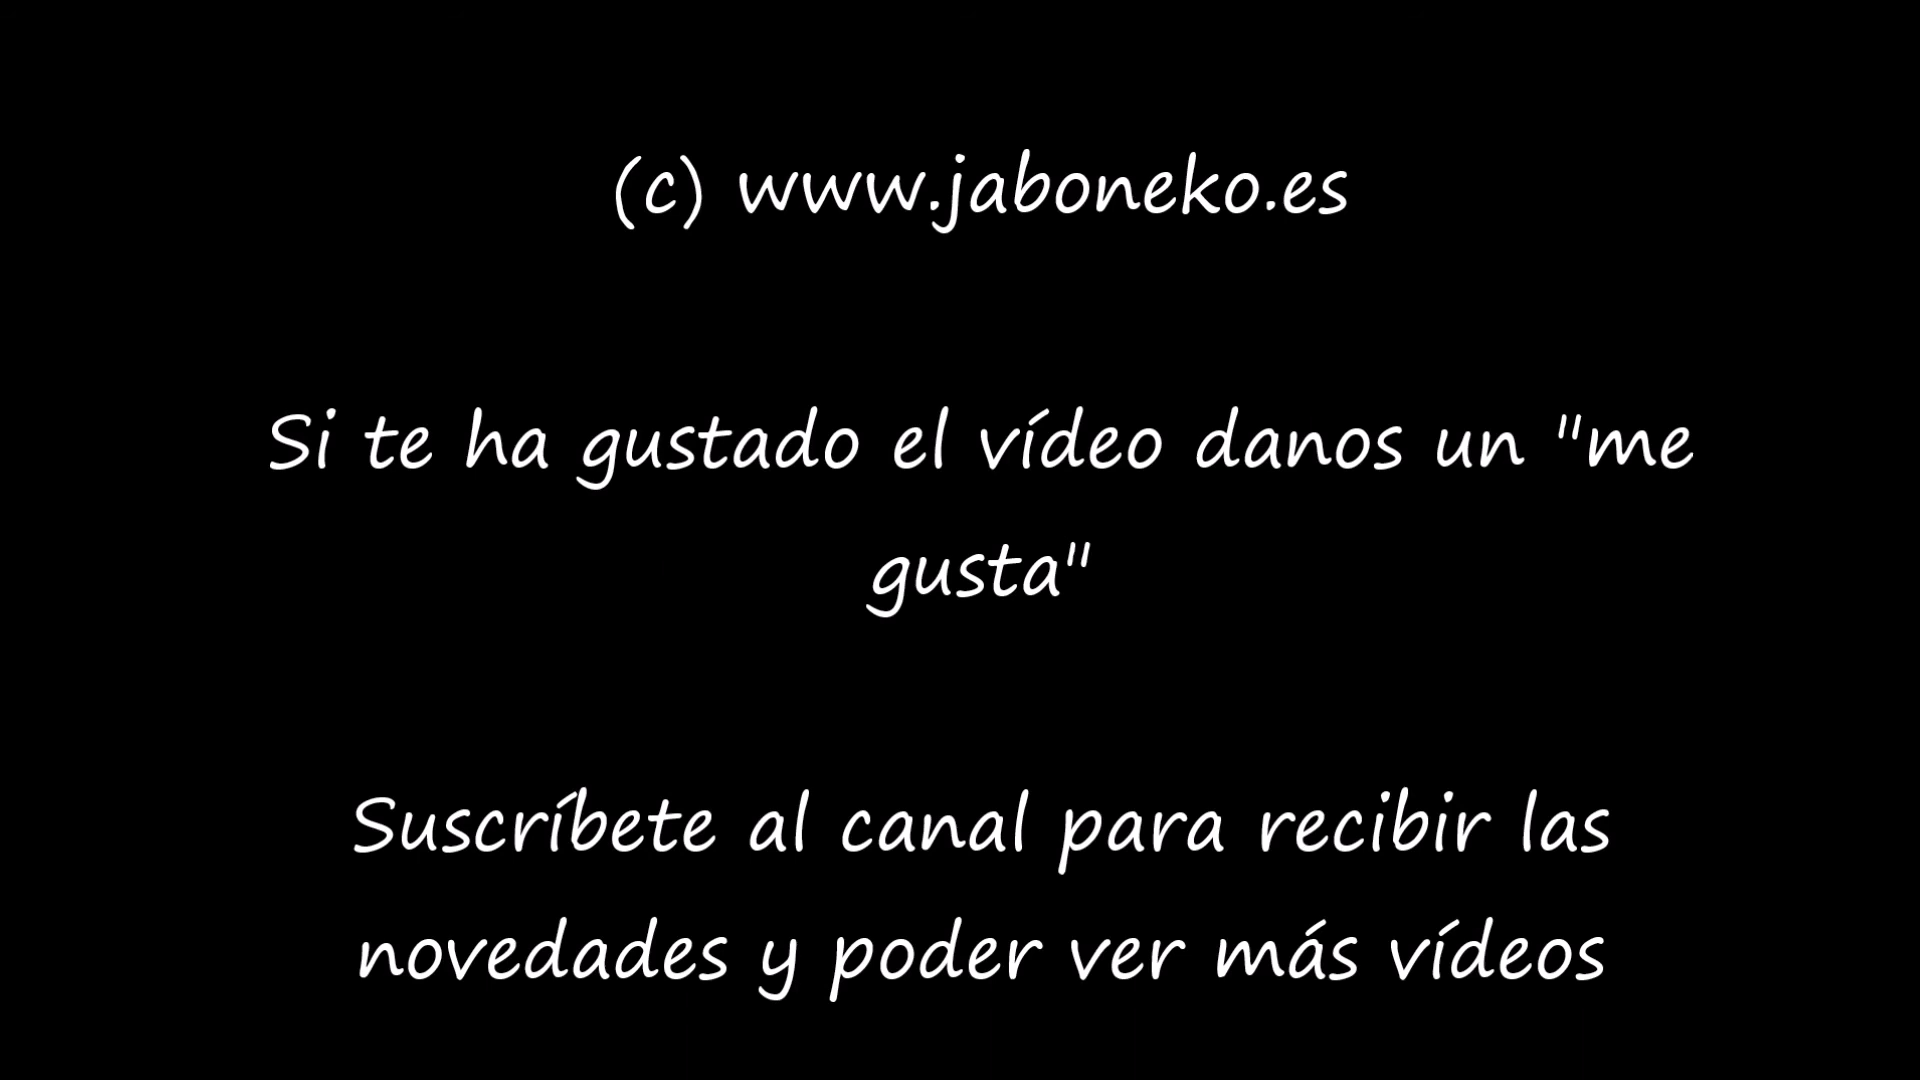 (c) www.jaboneko.es
Si te ha gustado el vídeo danos un "me
gusta"
Suscríbete al canal para recibir las
novedades y poder ver más vídeos